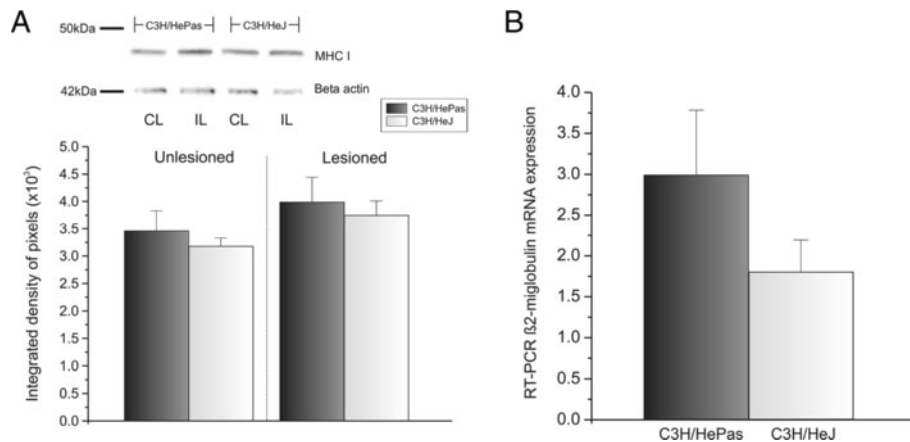 A
50kDa
C3H/HePas
C3H/HeJ
MHC I
42kDa
Beta actin
CL
IL
CL
IL
C3H/HePas
C3H/HeJ
Unlesioned
Lesioned
Integrated density of pixels (x10³)
5.0
4.5
4.0
3.5
3.0
2.5
2.0
1.5
1.0
0.5
0.0
B
RT-PCR ß2-miglobulin mRNA expression
4.0
3.5
3.0
2.5
2.0
1.5
1.0
0.5
0.0
C3H/HePas
C3H/HeJ